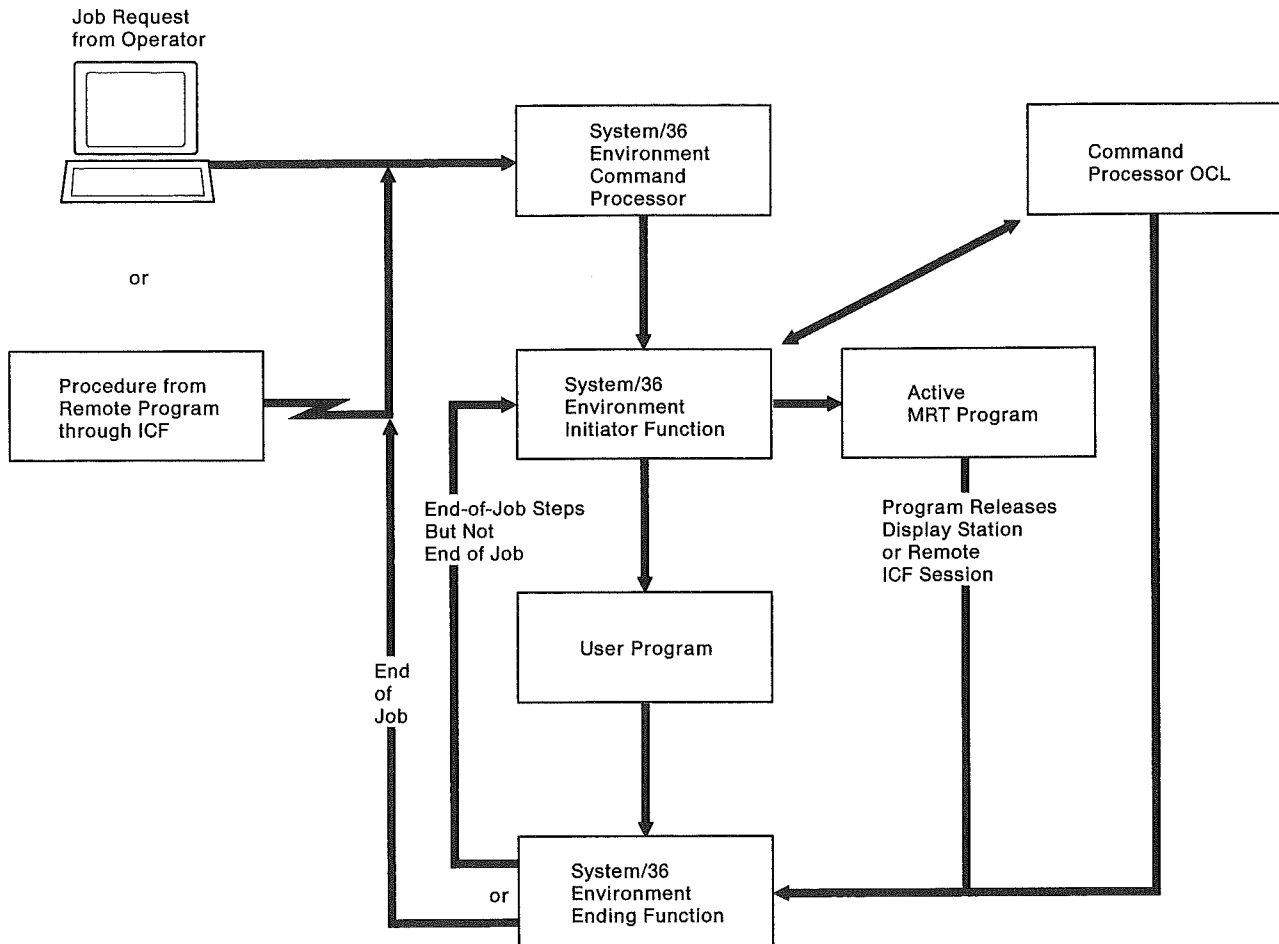 Job Request
from Operator
System/36
Environment
Command
Processor
Command
Processor OCL
or
Procedure from
Remote Program
through ICF
System/36
Environment
Initiator Function
Active
MRT Program
End-of-Job Steps
But Not
End of Job
Program Releases
Display Station
or Remote
ICF Session
User Program
End
of
Job
or
System/36
Environment
Ending Function